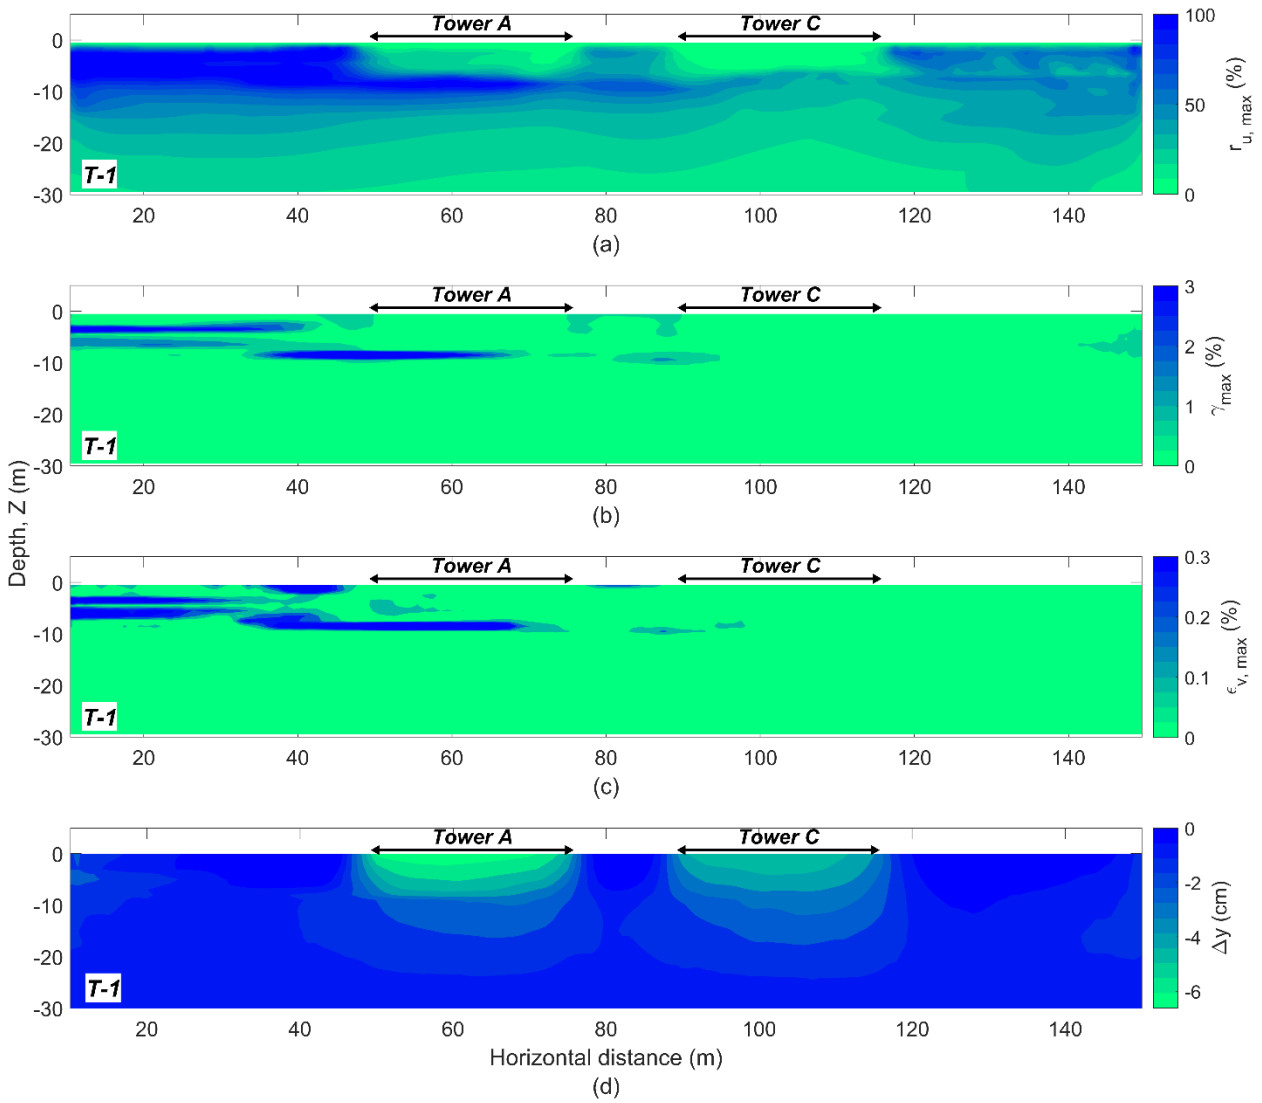 Tower A Tower C
0
-10
-20
-30
T-1
20 40 60 80 100 120 140
100
50
0
r_u, max (%)
(a)
Tower A Tower C
0
-10
-20
-30
T-1
20 40 60 80 100 120 140
3
2
1
0
γ_max (%)
(b)
Depth, Z (m)
Tower A Tower C
0
-10
-20
-30
T-1
20 40 60 80 100 120 140
0.3
0.2
0.1
0
ϵ_v, max (%)
(c)
Tower A Tower C
0
-10
-20
-30
T-1
20 40 60 80 100 120 140
0
-2
-4
-6
Δy (cm)
Horizontal distance (m)
(d)